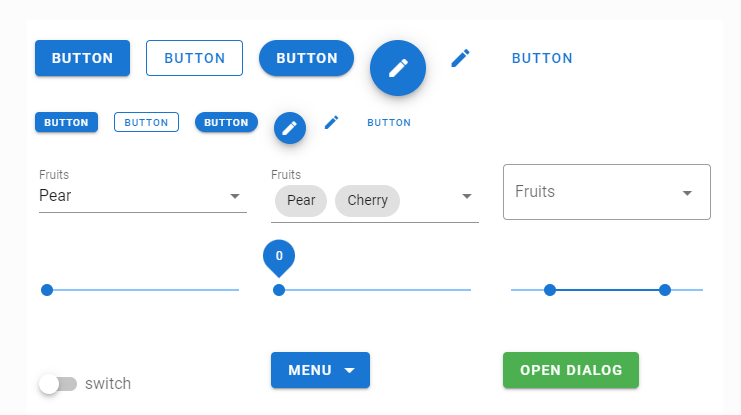 BUTTON BUTTON BUTTON BUTTON
BUTTON BUTTON BUTTON BUTTON
Fruits Fruits
Pear Pear Cherry Fruits
0
switch MENU OPEN DIALOG